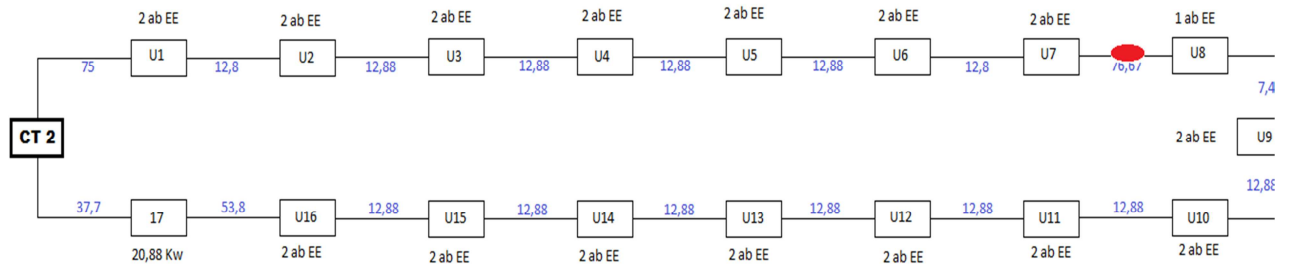 2 ab EE 2 ab EE 2 ab EE 2 ab EE 2 ab EE 2 ab EE 2 ab EE 1 ab EE
U1 U2 U3 U4 U5 U6 U7 U8
75 12,8 12,88 12,88 12,88 12,88 12,8 76,67
7,4
CT 2 2 ab EE U9
12,88
37,7 53,8 12,88 12,88 12,88 12,88 12,88 12,88
17 U16 U15 U14 U13 U12 U11 U10
20,88 Kw 2 ab EE 2 ab EE 2 ab EE 2 ab EE 2 ab EE 2 ab EE 2 ab EE